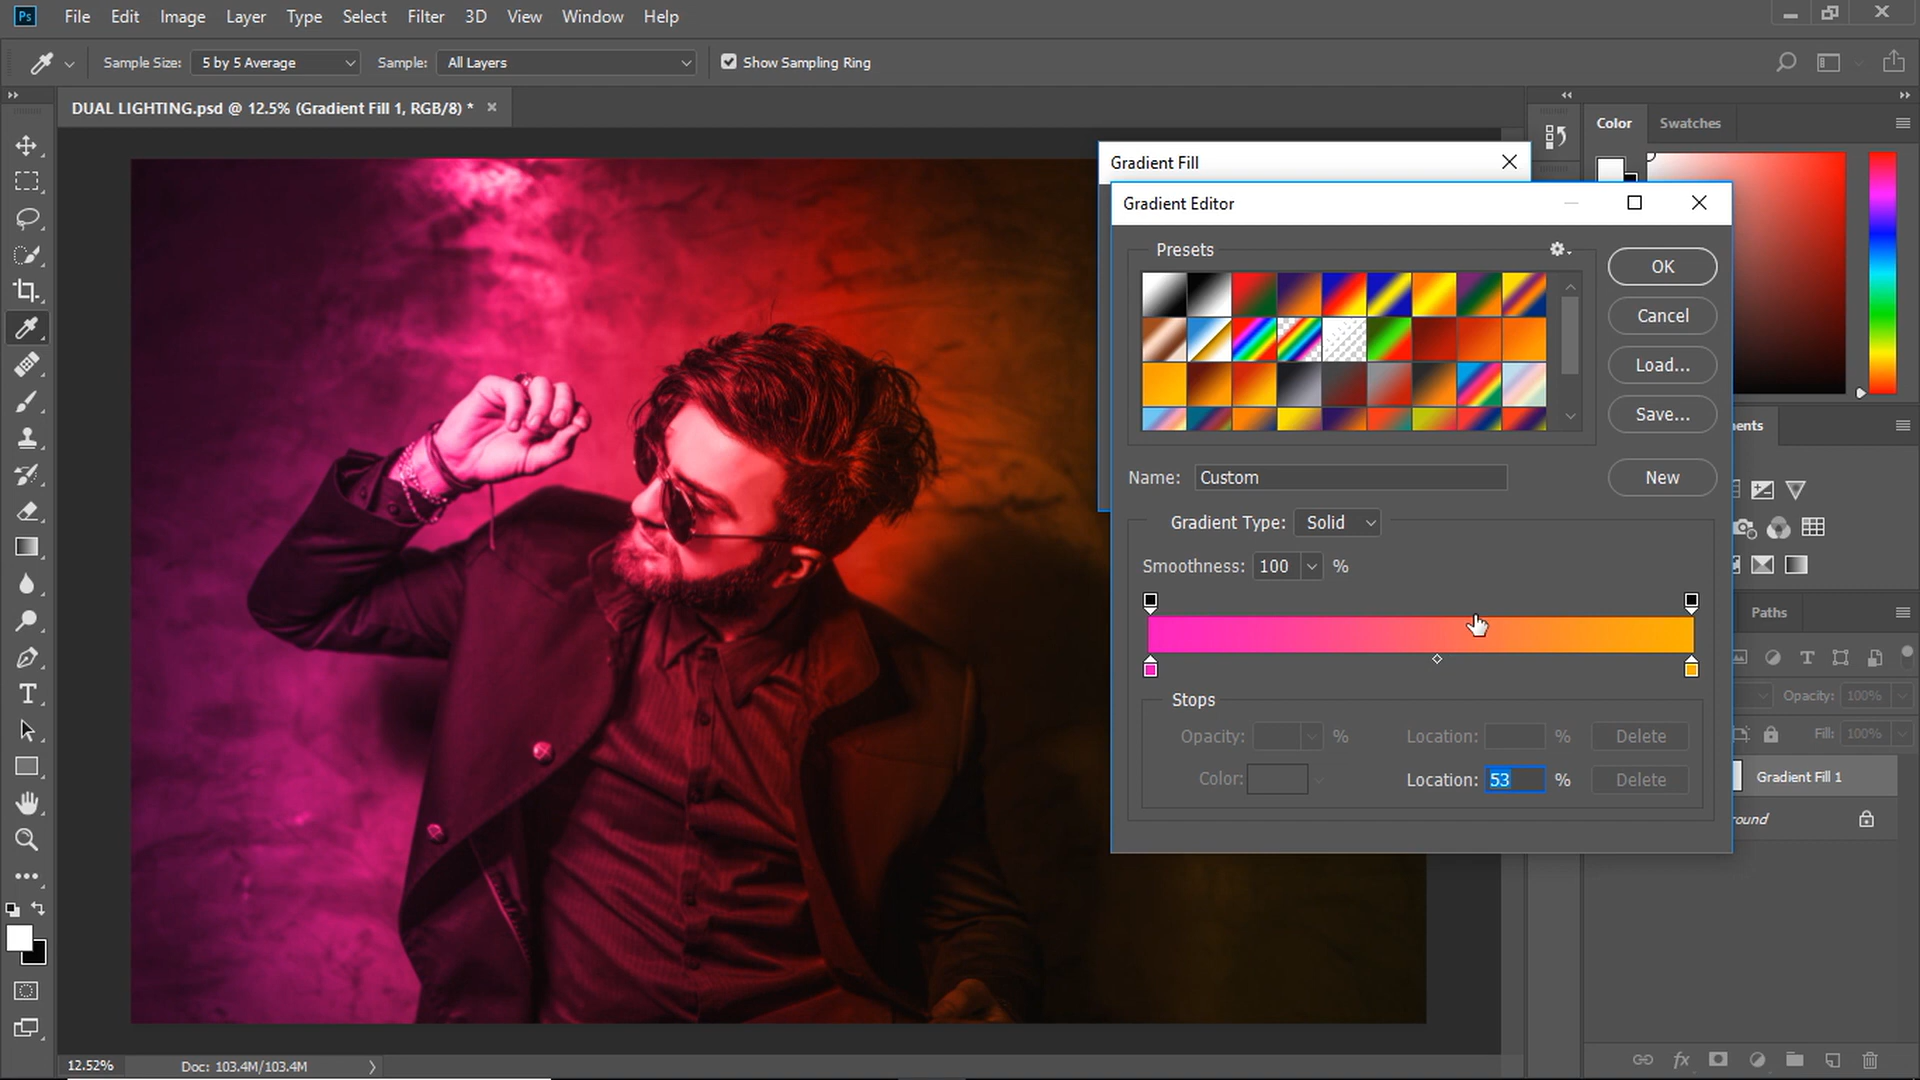 Ps File Edit Image Layer Type Select Filter 3D View Window Help
Sample Size: 5 by 5 Average Sample: All Layers Show Sampling Ring
DUAL LIGHTING.psd @ 12.5% (Gradient Fill 1, RGB/8) *
Color Swatches
Gradient Fill
Gradient Editor
Presets
OK
Cancel
Load...
Save...
ents
Name: Custom New
Gradient Type: Solid
Smoothness: 100 %
Paths
Stops
Opacity: % Location: % Delete
Color: Location: 53 % Delete
Opacity: 100%
Fill: 100%
Gradient Fill 1
ound
12.52% Doc: 103.4M/103.4M
fx